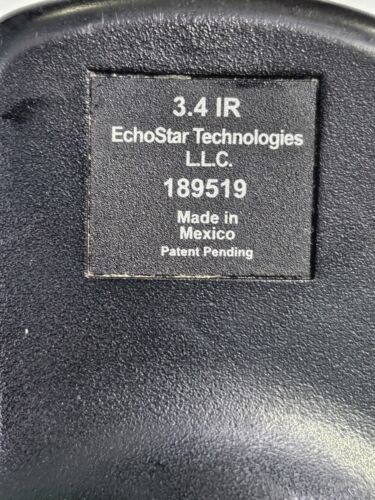 3.4 IR
EchoStar Technologies
L.L.C.
189519
Made in
Mexico
Patent Pending